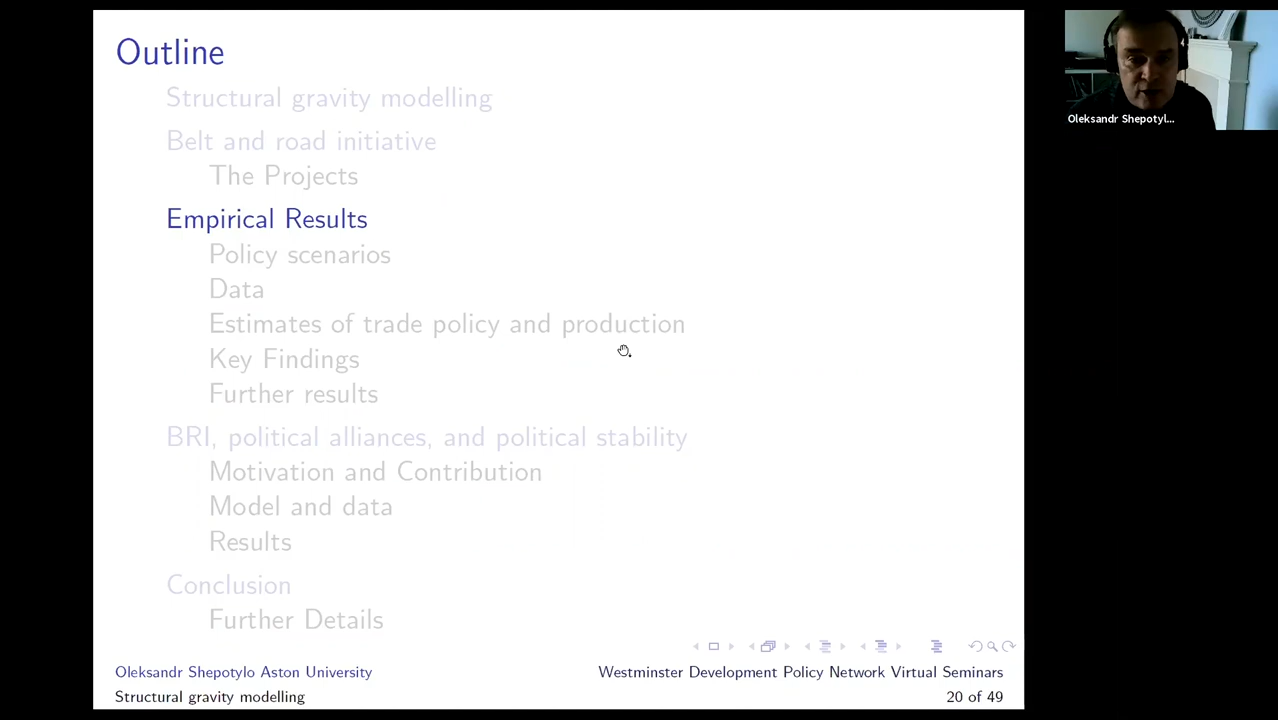 Outline
Structural gravity modelling
Belt and road initiative
The Projects
Empirical Results
Policy scenarios
Data
Estimates of trade policy and production
Key Findings
Further results
BRI, political alliances, and political stability
Motivation and Contribution
Model and data
Results
Conclusion
Further Details
Oleksandr Shepotylo Aston University
Westminster Development Policy Network Virtual Seminars
Structural gravity modelling
20 of 49
Oleksandr Shepotyl...